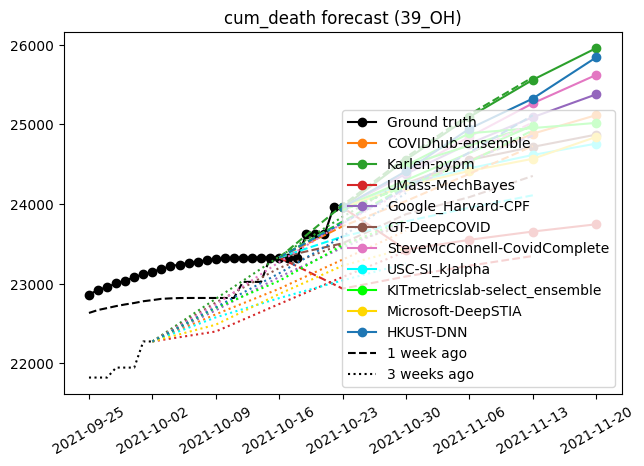 cum_death forecast (39_OH)
26000
25000
24000
23000
22000
Ground truth
COVIDhub-ensemble
Karlen-pypm
UMass-MechBayes
Google_Harvard-CPF
GT-DeepCOVID
SteveMcConnell-CovidComplete
USC-SI_kJalpha
KITmetricslab-select_ensemble
Microsoft-DeepSTIA
HKUST-DNN
1 week ago
3 weeks ago
2021-09-25
2021-10-02
2021-10-09
2021-10-16
2021-10-23
2021-10-30
2021-11-06
2021-11-13
2021-11-20